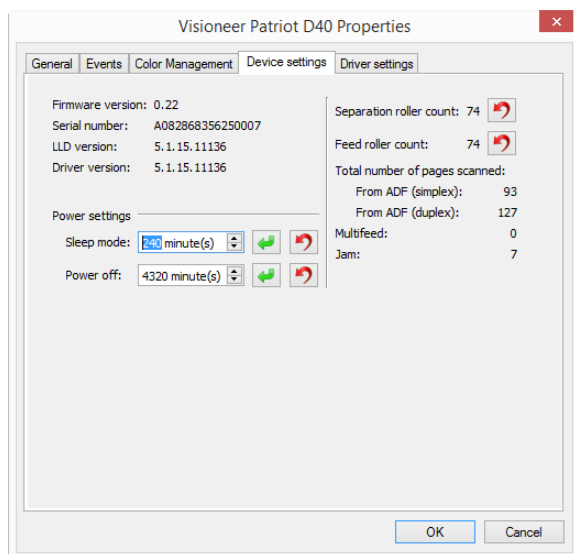 Visioneer Patriot D40 Properties
General Events Color Management Device settings Driver settings
Firmware version: 0.22
Serial number: A082868356250007
LLD version: 5.1.15.11136
Driver version: 5.1.15.11136
Power settings
Sleep mode: 240 minute(s)
Power off: 4320 minute(s)
Separation roller count: 74
Feed roller count: 74
Total number of pages scanned:
From ADF (simplex): 93
From ADF (duplex): 127
Multifeed: 0
Jam: 7
OK Cancel